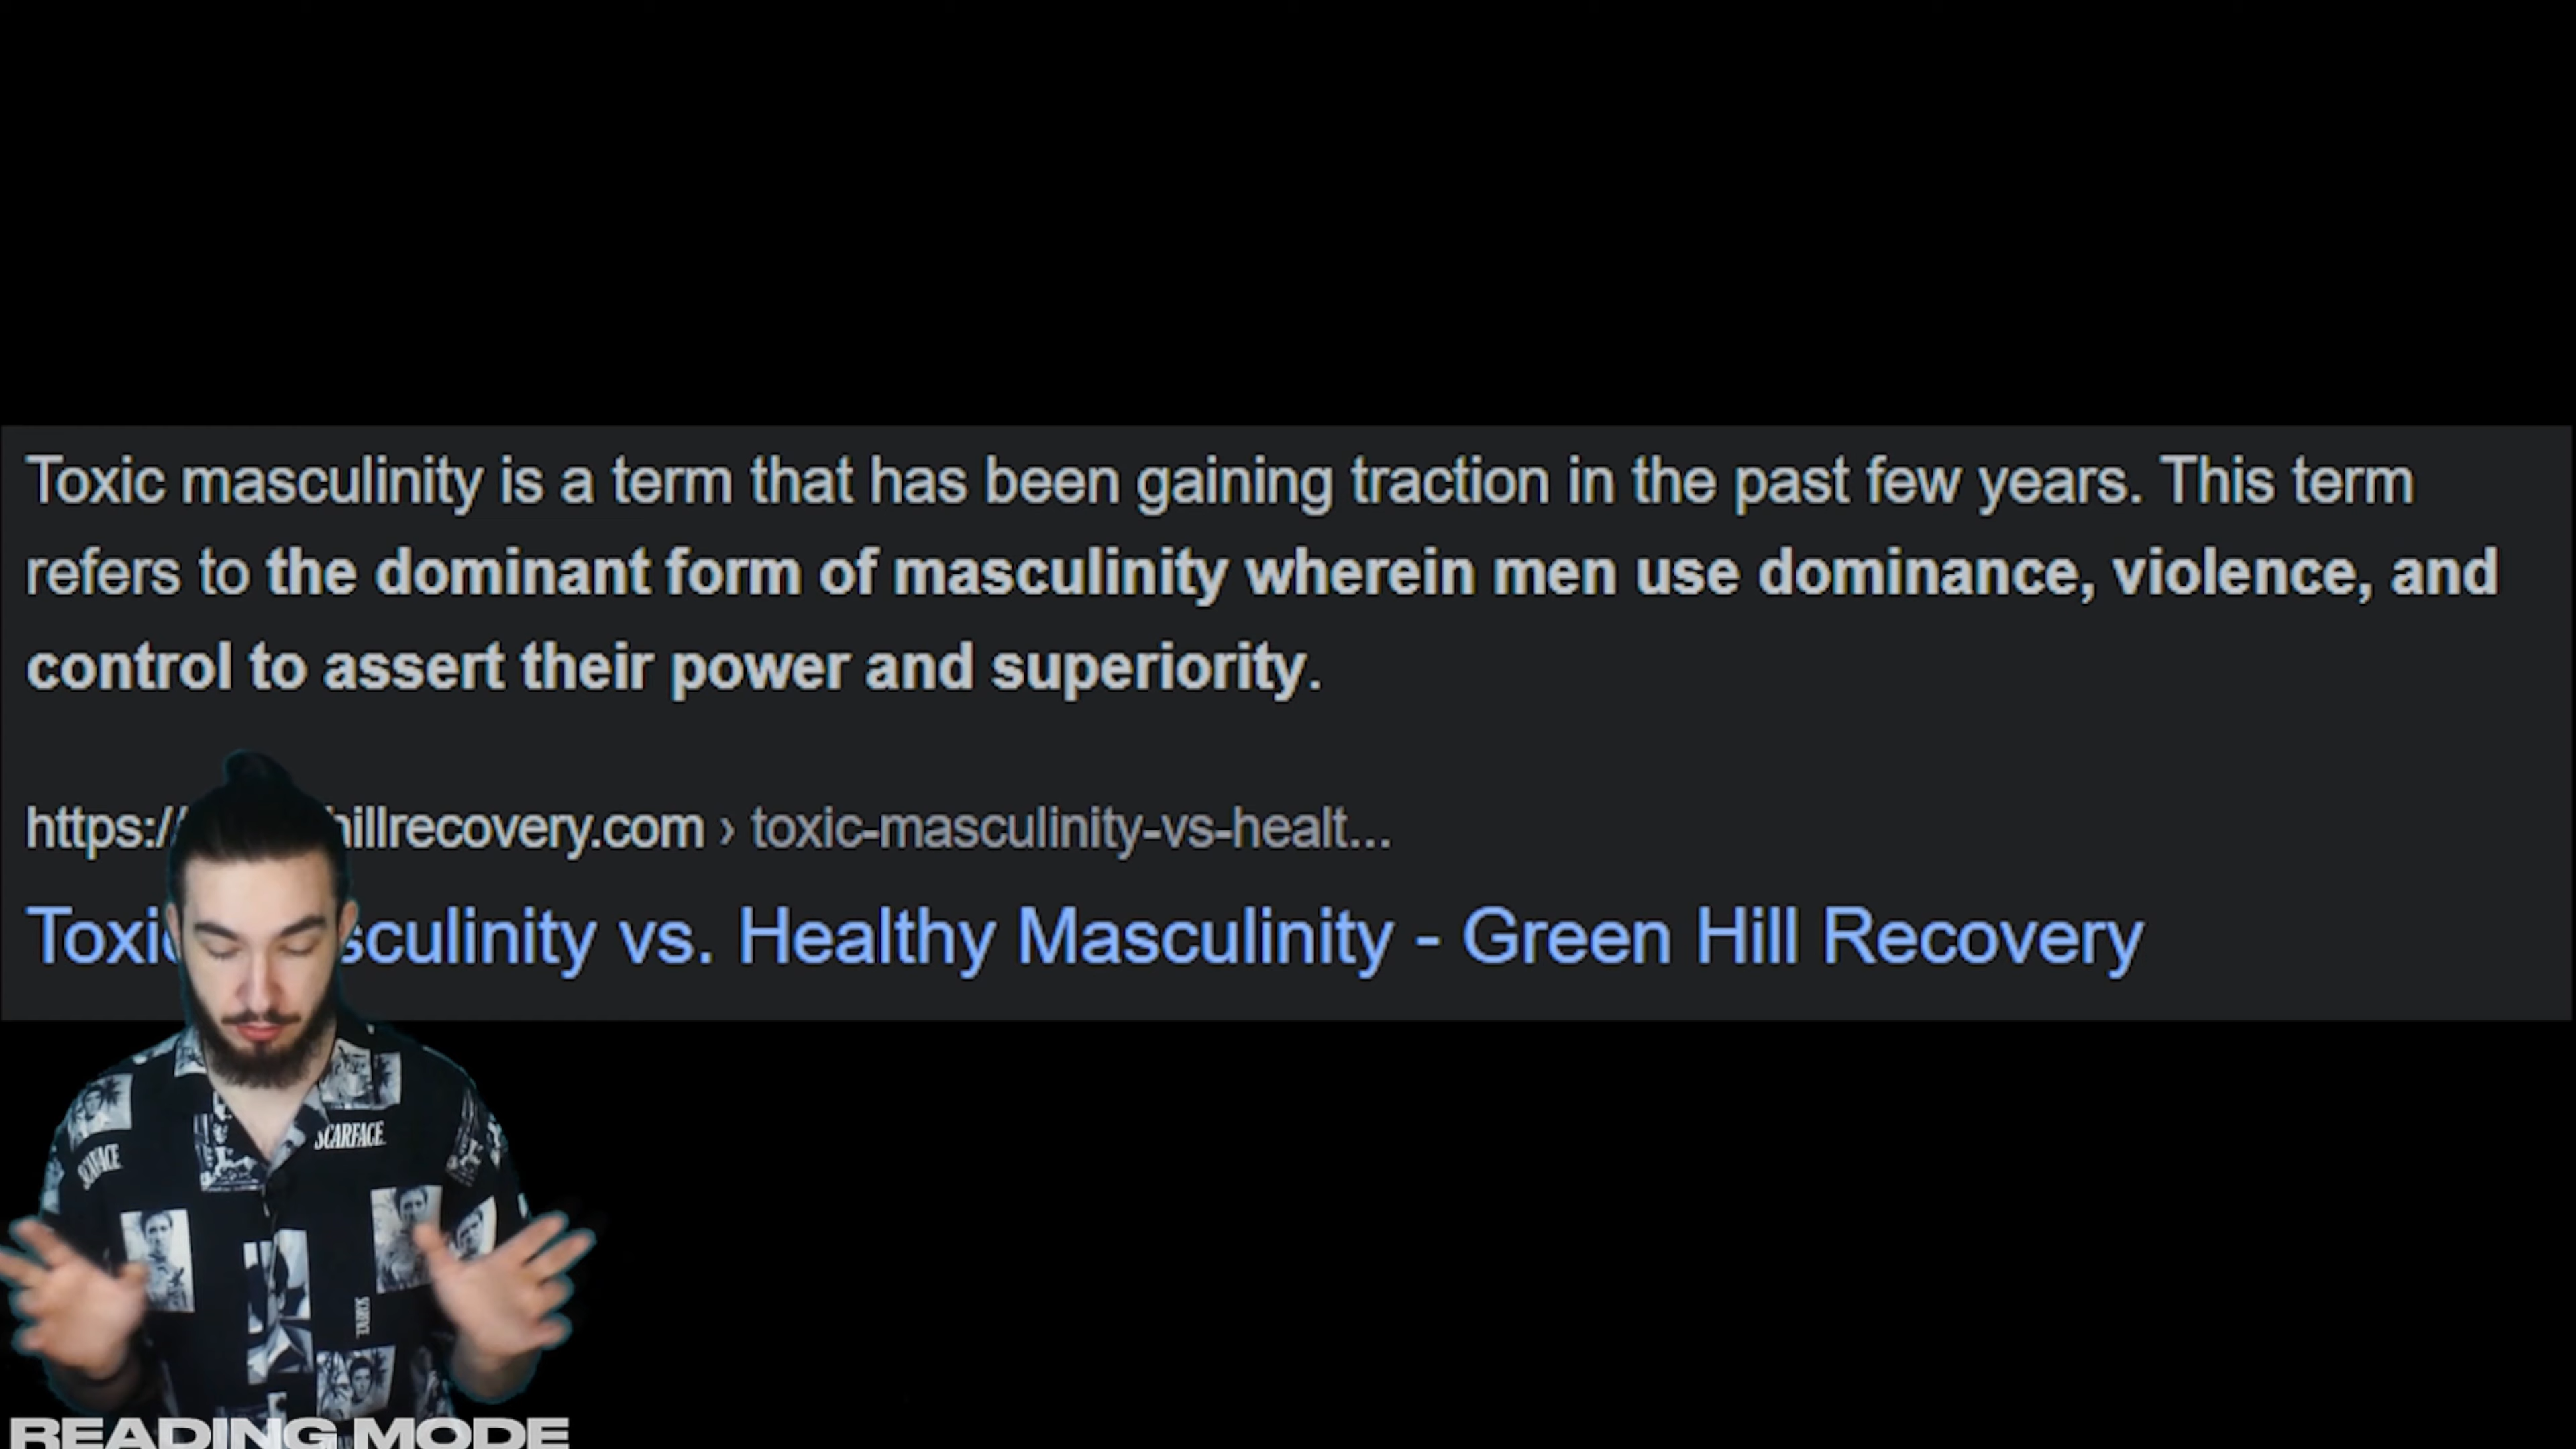 Toxic masculinity is a term that has been gaining traction in the past few years. This term
refers to the dominant form of masculinity wherein men use dominance, violence, and
control to assert their power and superiority.
https:// hillrecovery.com › toxic-masculinity-vs-healt...
Toxic sculinity vs. Healthy Masculinity - Green Hill Recovery
SCARFACE
SCARFACE
READING MODE